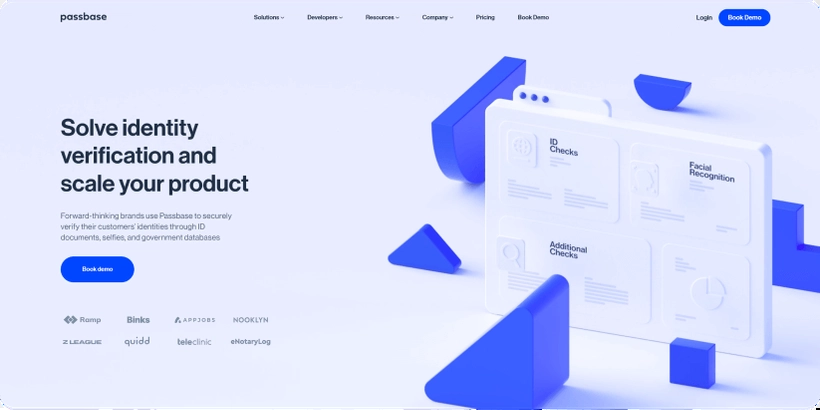 passbase
Solutions
Developers
Resources
Company
Pricing
Book Demo
Login
Book Demo
Solve identity
verification and
scale your product
Forward-thinking brands use Passbase to securely
verify their customers' identities through ID
documents, selfies, and government databases
Book demo
Ramp
Binks
APPJOBS
NOOKLYN
Z LEAGUE
quidd
teleclinic
eNotaryLog
ID
Checks
Facial
Recognition
Additional
Checks